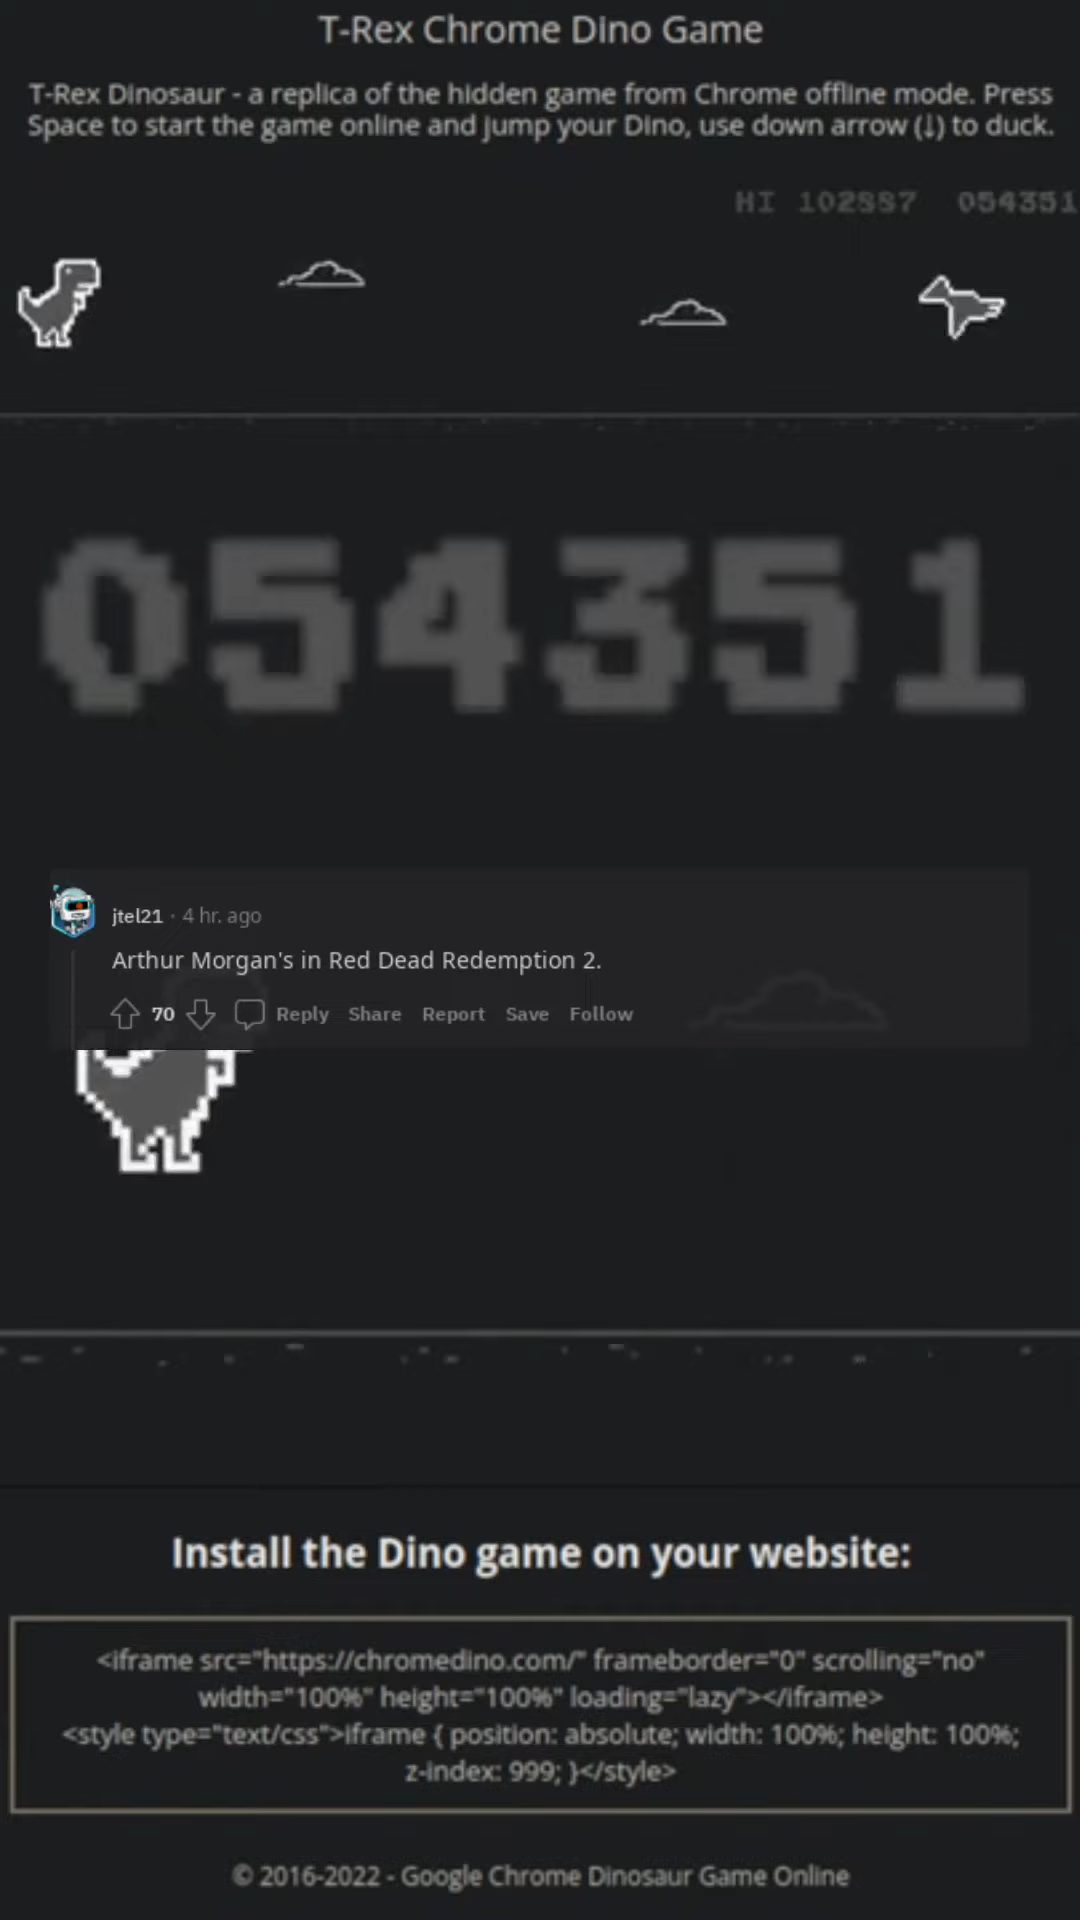 T-Rex Chrome Dino Game
T-Rex Dinosaur - a replica of the hidden game from Chrome offline mode. Press
Space to start the game online and jump your Dino, use down arrow (↓) to duck.
HI 102887 054351
054351
jtel21 · 4 hr. ago
Arthur Morgan's in Red Dead Redemption 2.
70 Reply Share Report Save Follow
Install the Dino game on your website:
<iframe src="https://chromedino.com/" frameborder="0" scrolling="no"
width="100%" height="100%" loading="lazy"></iframe>
<style type="text/css">iframe { position: absolute; width: 100%; height: 100%;
z-index: 999; }</style>
© 2016-2022 - Google Chrome Dinosaur Game Online